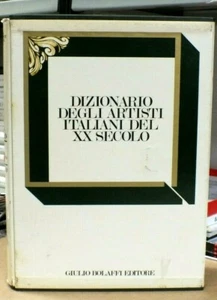 DIZIONARIO
DEGLI ARTISTI
ITALIANI DEL
XX SECOLO
GIULIO BOLAFFI EDITORE